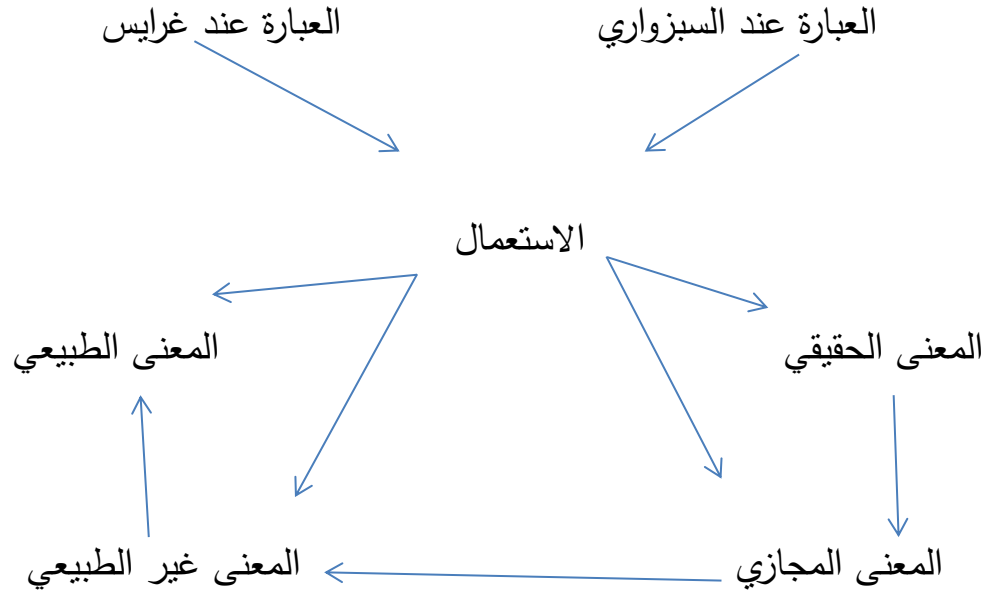 العبارة عند السبزواري
العبارة عند غرايس
الاستعمال
المعنى الحقيقي
المعنى الطبيعي
المعنى المجازي
المعنى غير الطبيعي